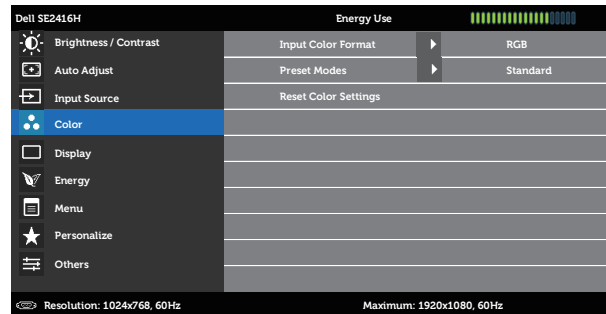 Dell SE2416H Energy Use
Brightness / Contrast Input Color Format RGB
Auto Adjust Preset Modes Standard
Input Source Reset Color Settings
Color
Display
Energy
Menu
Personalize
Others
Resolution: 1024x768, 60Hz Maximum: 1920x1080, 60Hz